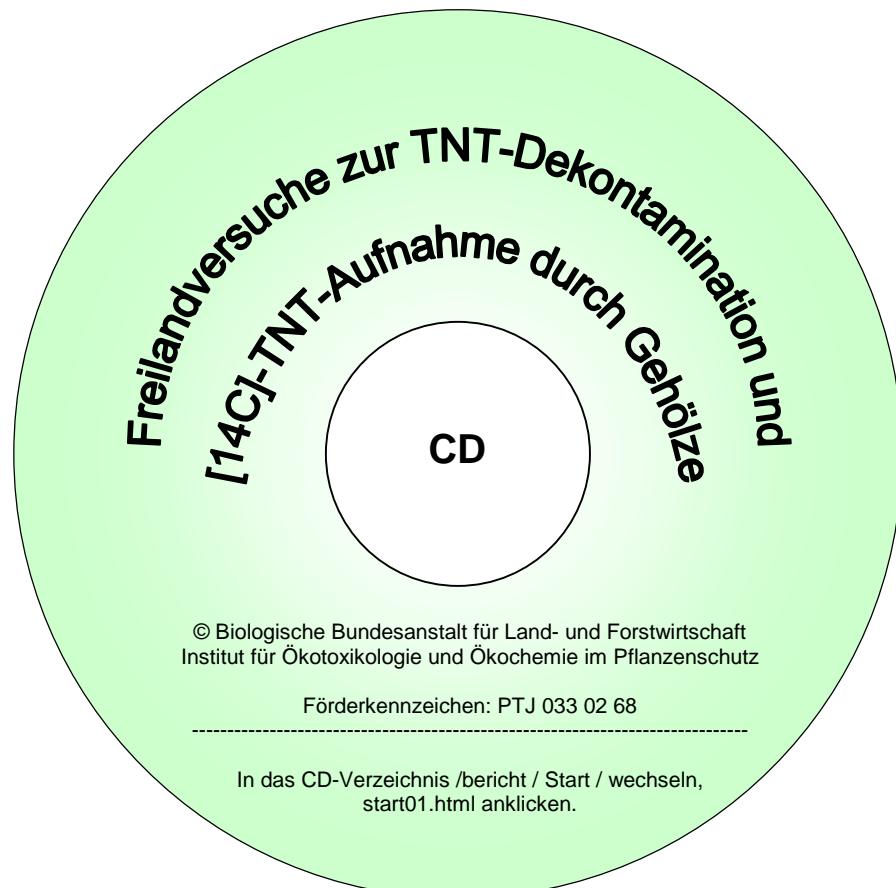 Freilandversuche zur TNT-Dekontamination und
[14C]-TNT-Aufnahme durch Gehölze
CD
© Biologische Bundesanstalt für Land- und Forstwirtschaft
Institut für Ökotoxikologie und Ökochemie im Pflanzenschutz
Förderkennzeichen: PTJ 033 02 68
--------------------------------------------------------------------------------
In das CD-Verzeichnis /bericht / Start / wechseln,
start01.html anklicken.